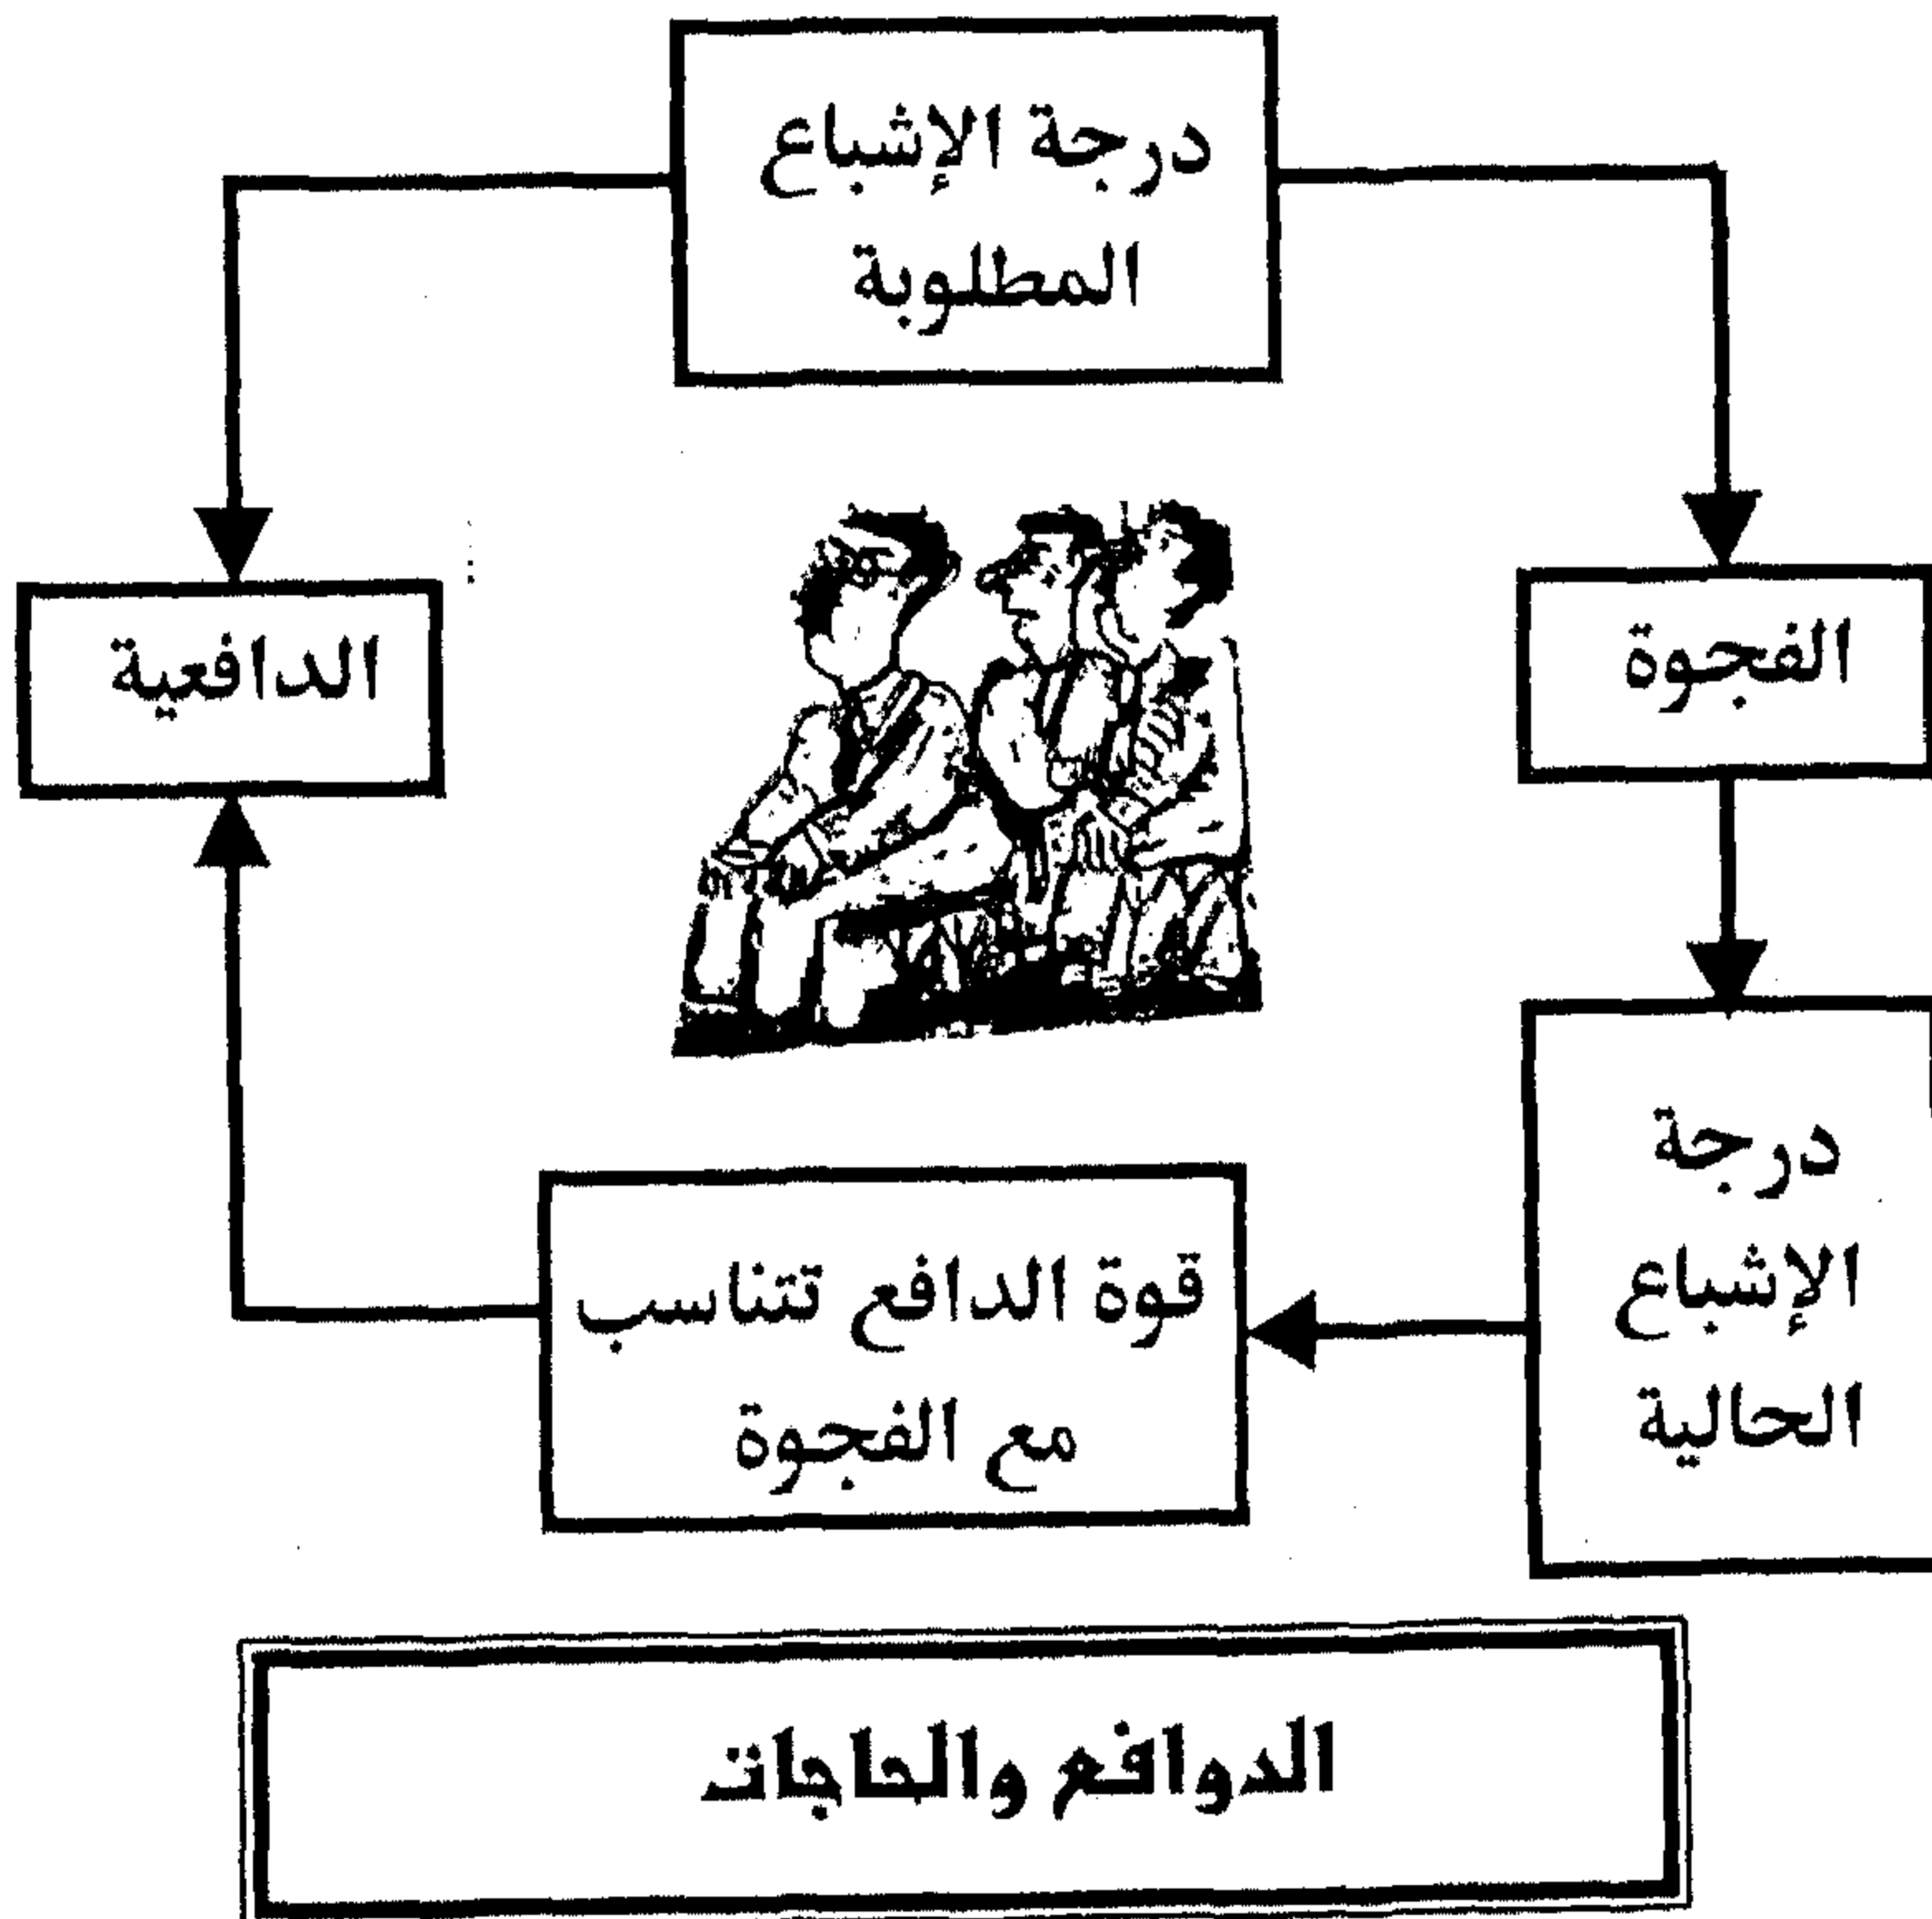 درجة الإشباع
المطلوبة
الفجوة
الدافعية
درجة
الإشباع
الحالية
قوة الدافع تتناسب
مع الفجوة
الدوافع والحاجات